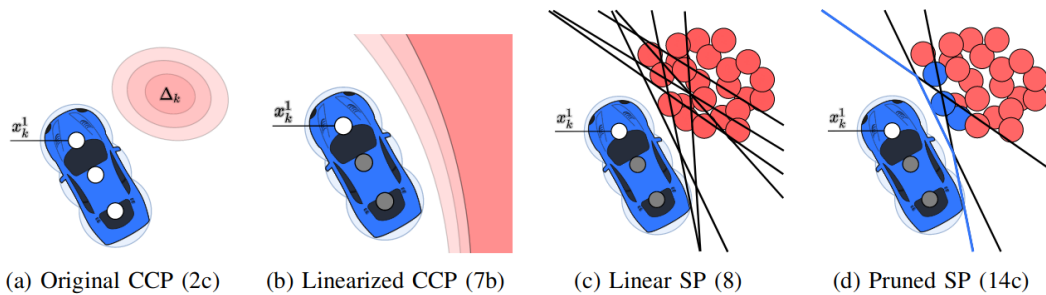 Δₖ
x¹ₖ
x¹ₖ
x¹ₖ
x¹ₖ
(a) Original CCP (2c)
(b) Linearized CCP (7b)
(c) Linear SP (8)
(d) Pruned SP (14c)